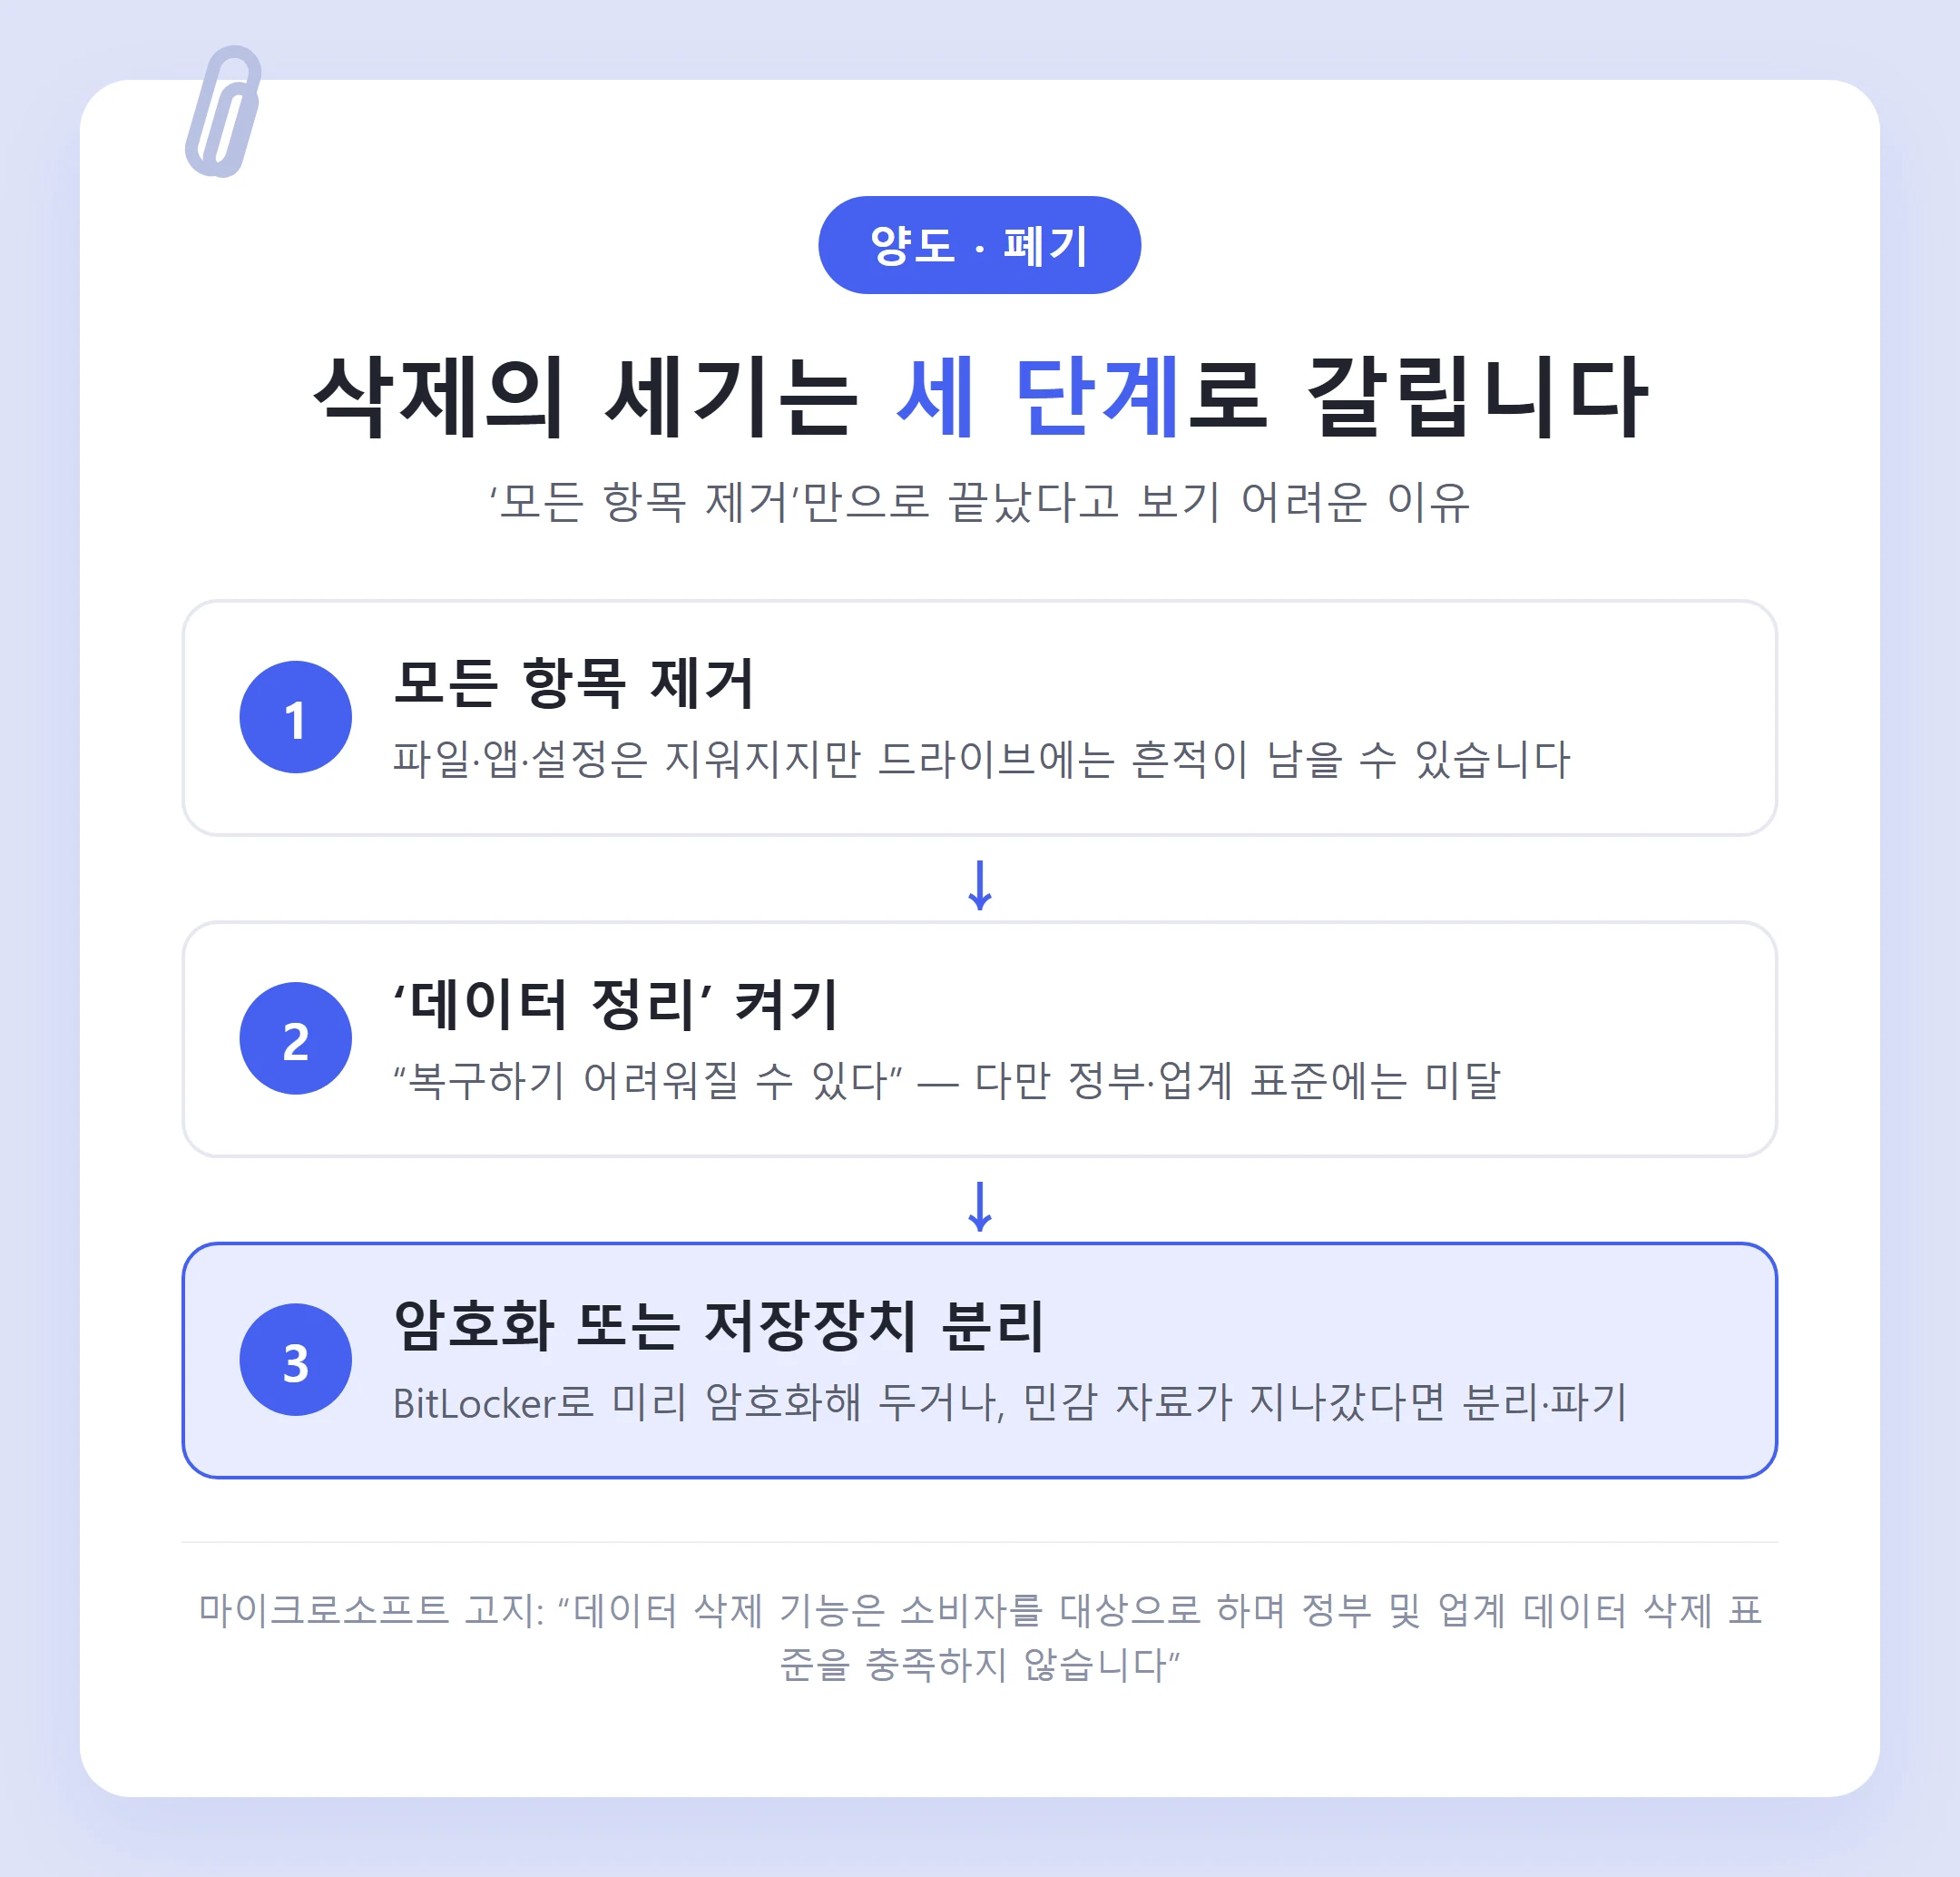 양도 · 폐기
삭제의 세기는 세 단계로 갈립니다
‘모든 항목 제거’만으로 끝났다고 보기 어려운 이유
1
모든 항목 제거
파일·앱·설정은 지워지지만 드라이브에는 흔적이 남을 수 있습니다
↓
2
‘데이터 정리’ 켜기
“복구하기 어려워질 수 있다” — 다만 정부·업계 표준에는 미달
↓
3
암호화 또는 저장장치 분리
BitLocker로 미리 암호화해 두거나, 민감 자료가 지나갔다면 분리·파기
마이크로소프트 고지: “데이터 삭제 기능은 소비자를 대상으로 하며 정부 및 업계 데이터 삭제 표
준을 충족하지 않습니다”